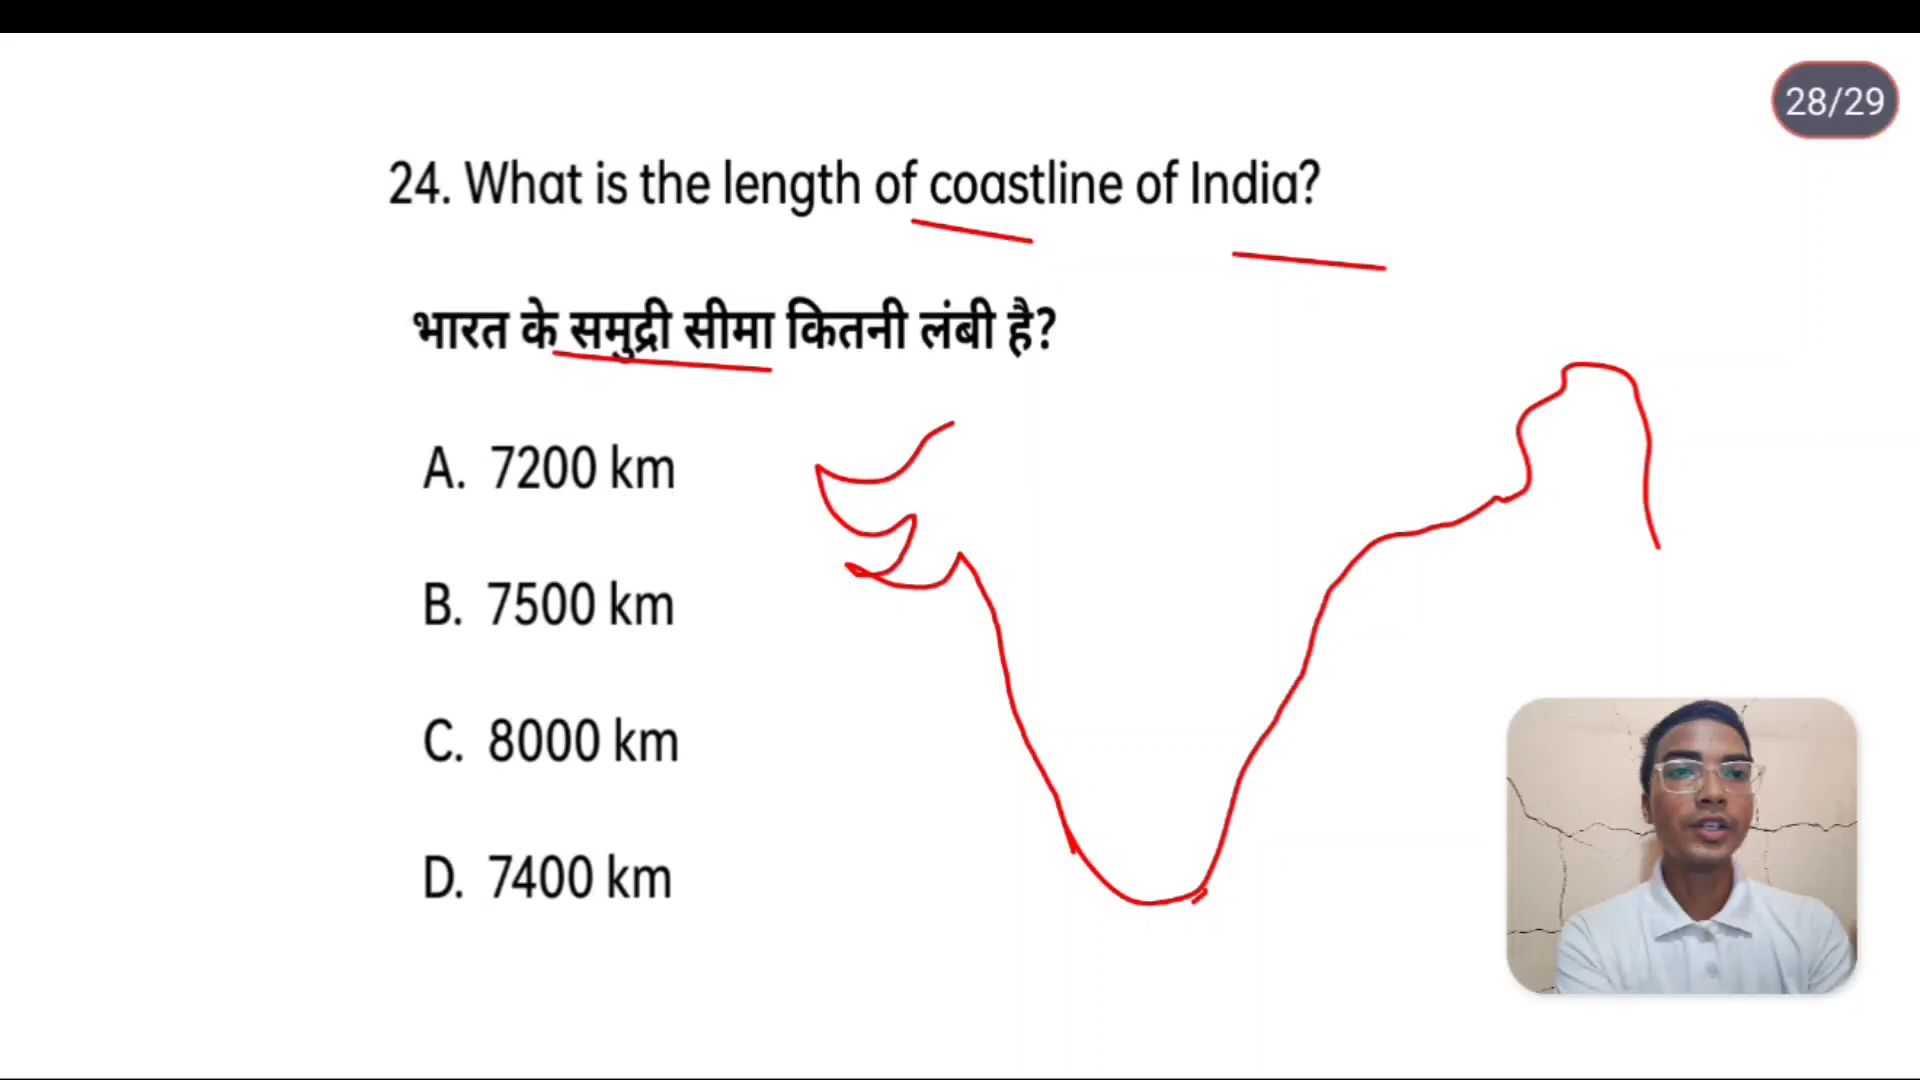 28/29
24. What is the length of coastline of India?
भारत के समुद्री सीमा कितनी लंबी है?
A. 7200 km
B. 7500 km
C. 8000 km
D. 7400 km